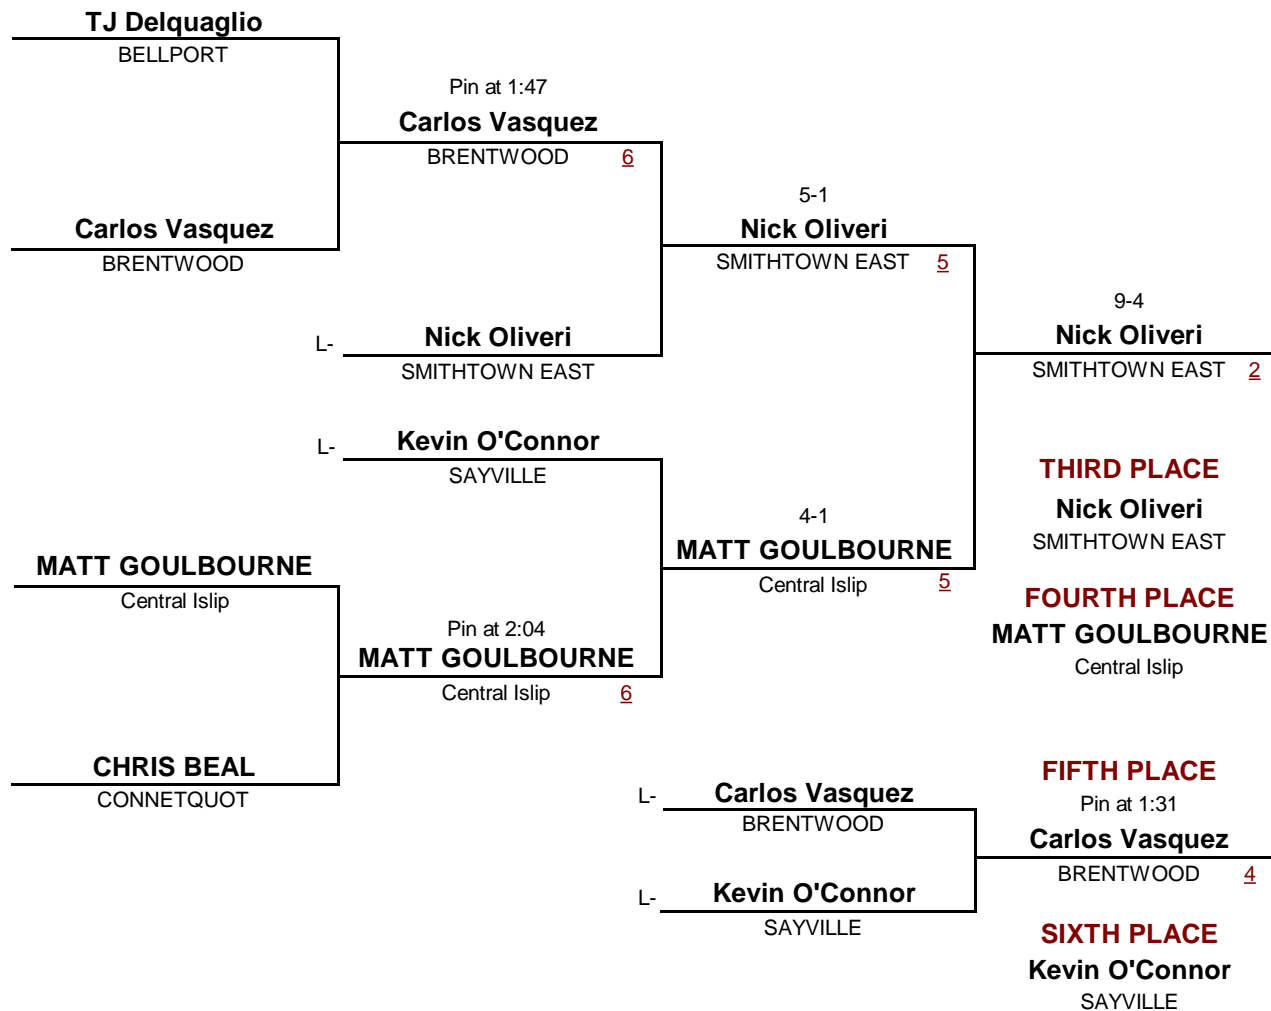 TJ Delquaglio
BELLPORT
Pin at 1:47
Carlos Vasquez
BRENTWOOD 6
5-1
Carlos Vasquez
BRENTWOOD
Nick Oliveri
SMITHTOWN EAST 5
9-4
L- Nick Oliveri
SMITHTOWN EAST
Nick Oliveri
SMITHTOWN EAST 2
L- Kevin O'Connor
SAYVILLE
THIRD PLACE
Nick Oliveri
SMITHTOWN EAST
4-1
MATT GOULBOURNE
Central Islip 5
MATT GOULBOURNE
Central Islip
FOURTH PLACE
MATT GOULBOURNE
Central Islip
Pin at 2:04
MATT GOULBOURNE
Central Islip 6
CHRIS BEAL
CONNETQUOT
FIFTH PLACE
L- Carlos Vasquez
BRENTWOOD
Pin at 1:31
Carlos Vasquez
BRENTWOOD 4
L- Kevin O'Connor
SAYVILLE
SIXTH PLACE
Kevin O'Connor
SAYVILLE